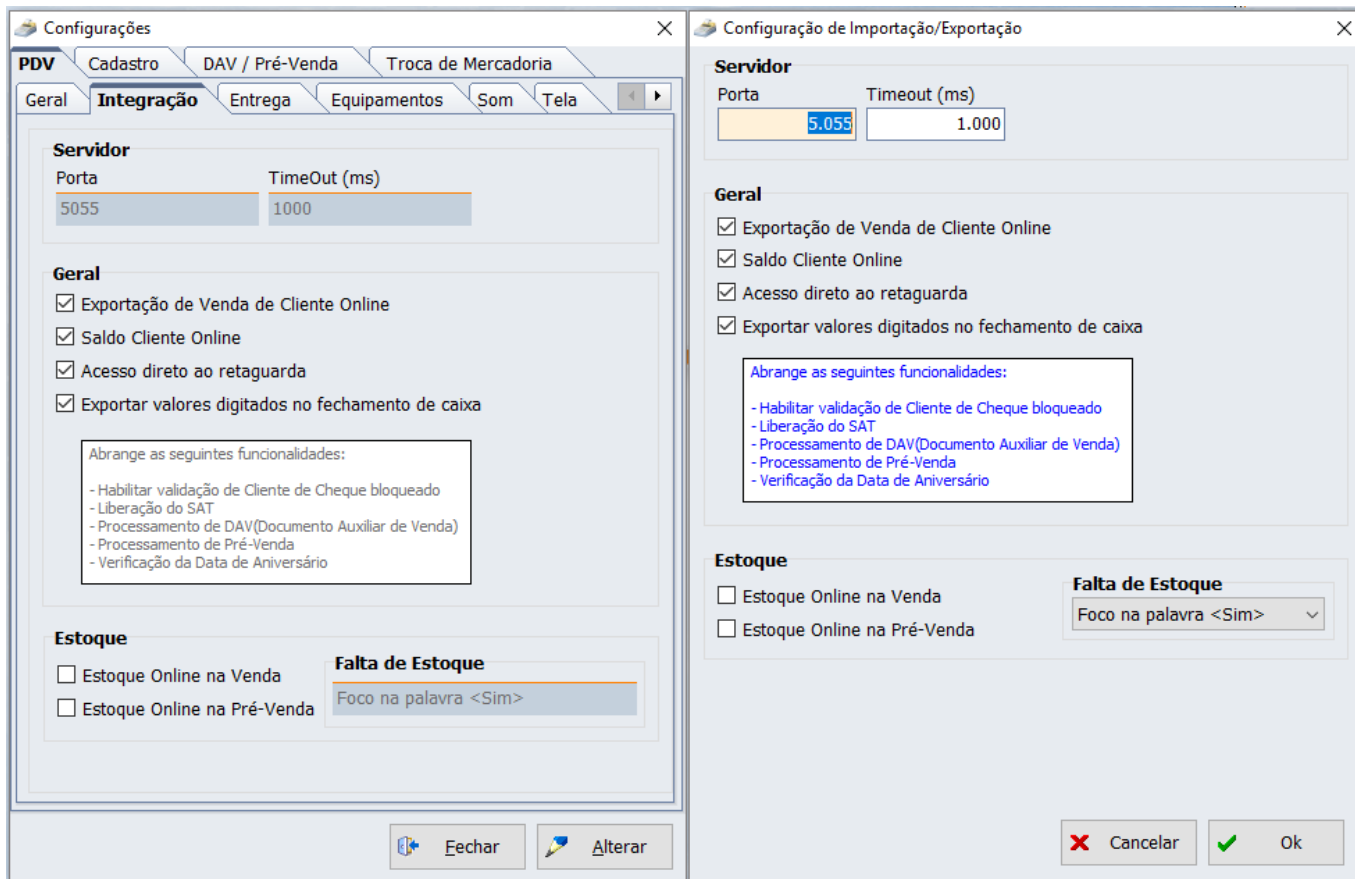 Configurações
PDV Cadastro DAV / Pré-Venda Troca de Mercadoria
Geral Integração Entrega Equipamentos Som Tela
Servidor
Porta TimeOut (ms)
5055 1000
Geral
Exportação de Venda de Cliente Online
Saldo Cliente Online
Acesso direto ao retaguarda
Exportar valores digitados no fechamento de caixa
Abrange as seguintes funcionalidades:
- Habilitar validação de Cliente de Cheque bloqueado
- Liberação do SAT
- Processamento de DAV(Documento Auxiliar de Venda)
- Processamento de Pré-Venda
- Verificação da Data de Aniversário
Estoque
Estoque Online na Venda
Estoque Online na Pré-Venda
Falta de Estoque
Foco na palavra <Sim>
Fechar Alterar
Configuração de Importação/Exportação
Servidor
Porta Timeout (ms)
5.055 1.000
Geral
Exportação de Venda de Cliente Online
Saldo Cliente Online
Acesso direto ao retaguarda
Exportar valores digitados no fechamento de caixa
Abrange as seguintes funcionalidades:
- Habilitar validação de Cliente de Cheque bloqueado
- Liberação do SAT
- Processamento de DAV(Documento Auxiliar de Venda)
- Processamento de Pré-Venda
- Verificação da Data de Aniversário
Estoque
Estoque Online na Venda
Estoque Online na Pré-Venda
Falta de Estoque
Foco na palavra <Sim>
Cancelar Ok